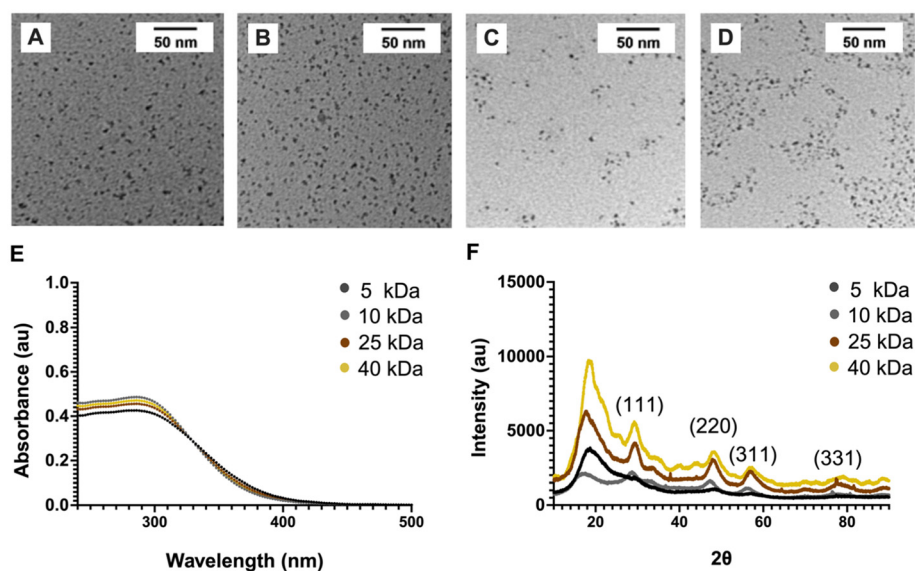 A
50 nm
B
50 nm
C
50 nm
D
50 nm
E
1.0
0.8
0.6
0.4
0.2
0.0
300
400
500
Absorbance (au)
Wavelength (nm)
5 kDa
10 kDa
25 kDa
40 kDa
F
15000
10000
5000
0
20
40
60
80
Intensity (au)
2θ
(111)
(220)
(311)
(331)
5 kDa
10 kDa
25 kDa
40 kDa